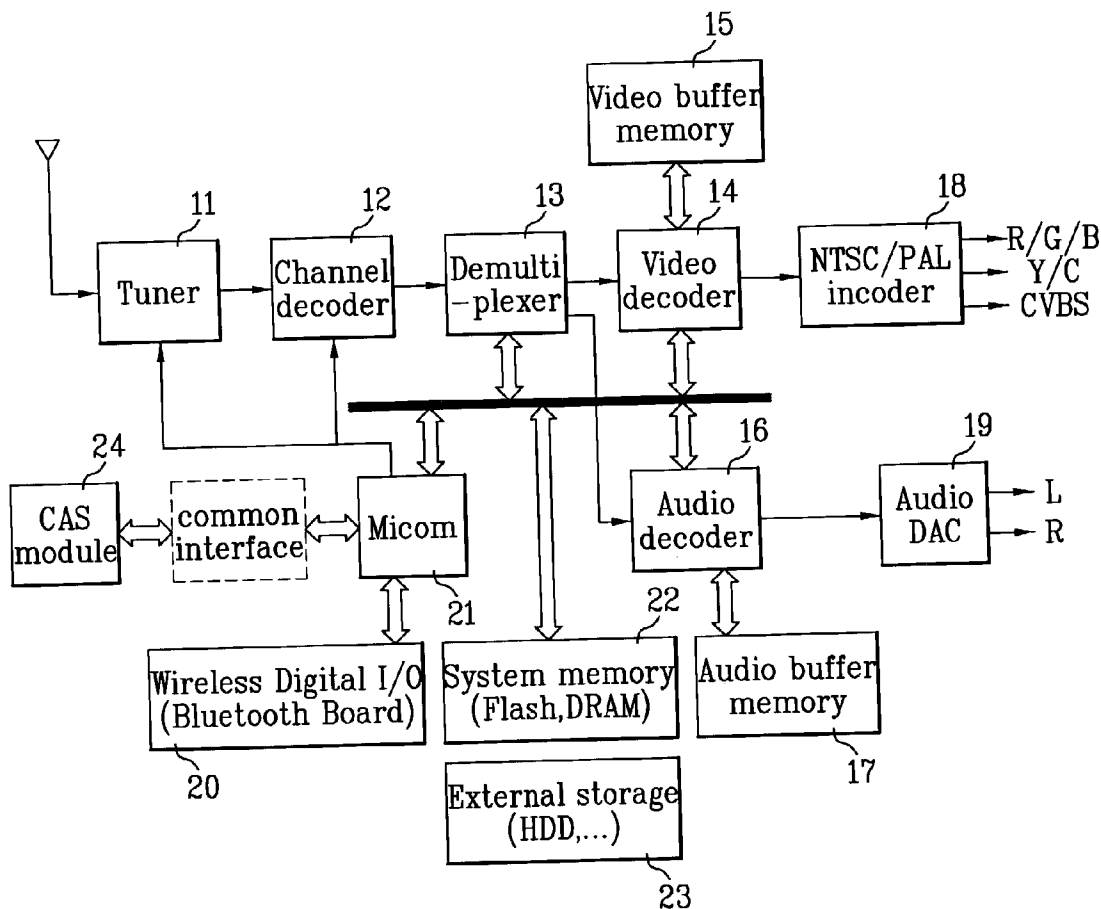 15
Video buffer
memory
11
12
13
14
18
Tuner
Channel
decoder
Demulti
-plexer
Video
decoder
NTSC/PAL
incoder
R/G/B
Y/C
CVBS
24
16
19
CAS
module
common
interface
Micom
Audio
decoder
Audio
DAC
L
R
21
22
Wireless Digital I/O
(Bluetooth Board)
System memory
(Flash,DRAM)
Audio buffer
memory
20
17
External storage
(HDD,...)
23